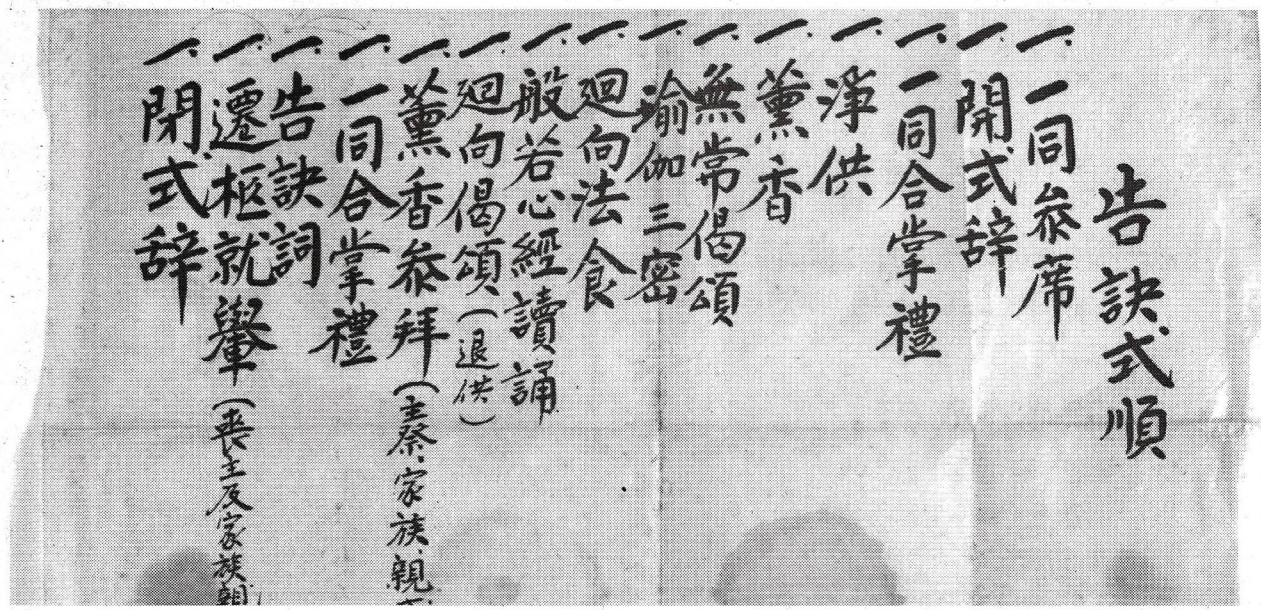 告訣式順
一、一同参席
一、開式辞
一、一同合掌禮
一、淨供
一、薰香
一、無常偈頌
一、瑜伽三密
一、廻向法食
一、般若心經讀誦
一、廻向偈頌(退供)
一、薰香参拜(主祭、家族、親
一、一同合掌禮
一、告訣詞
一、遷柩就轝(喪主及家族親
一、閉式辞